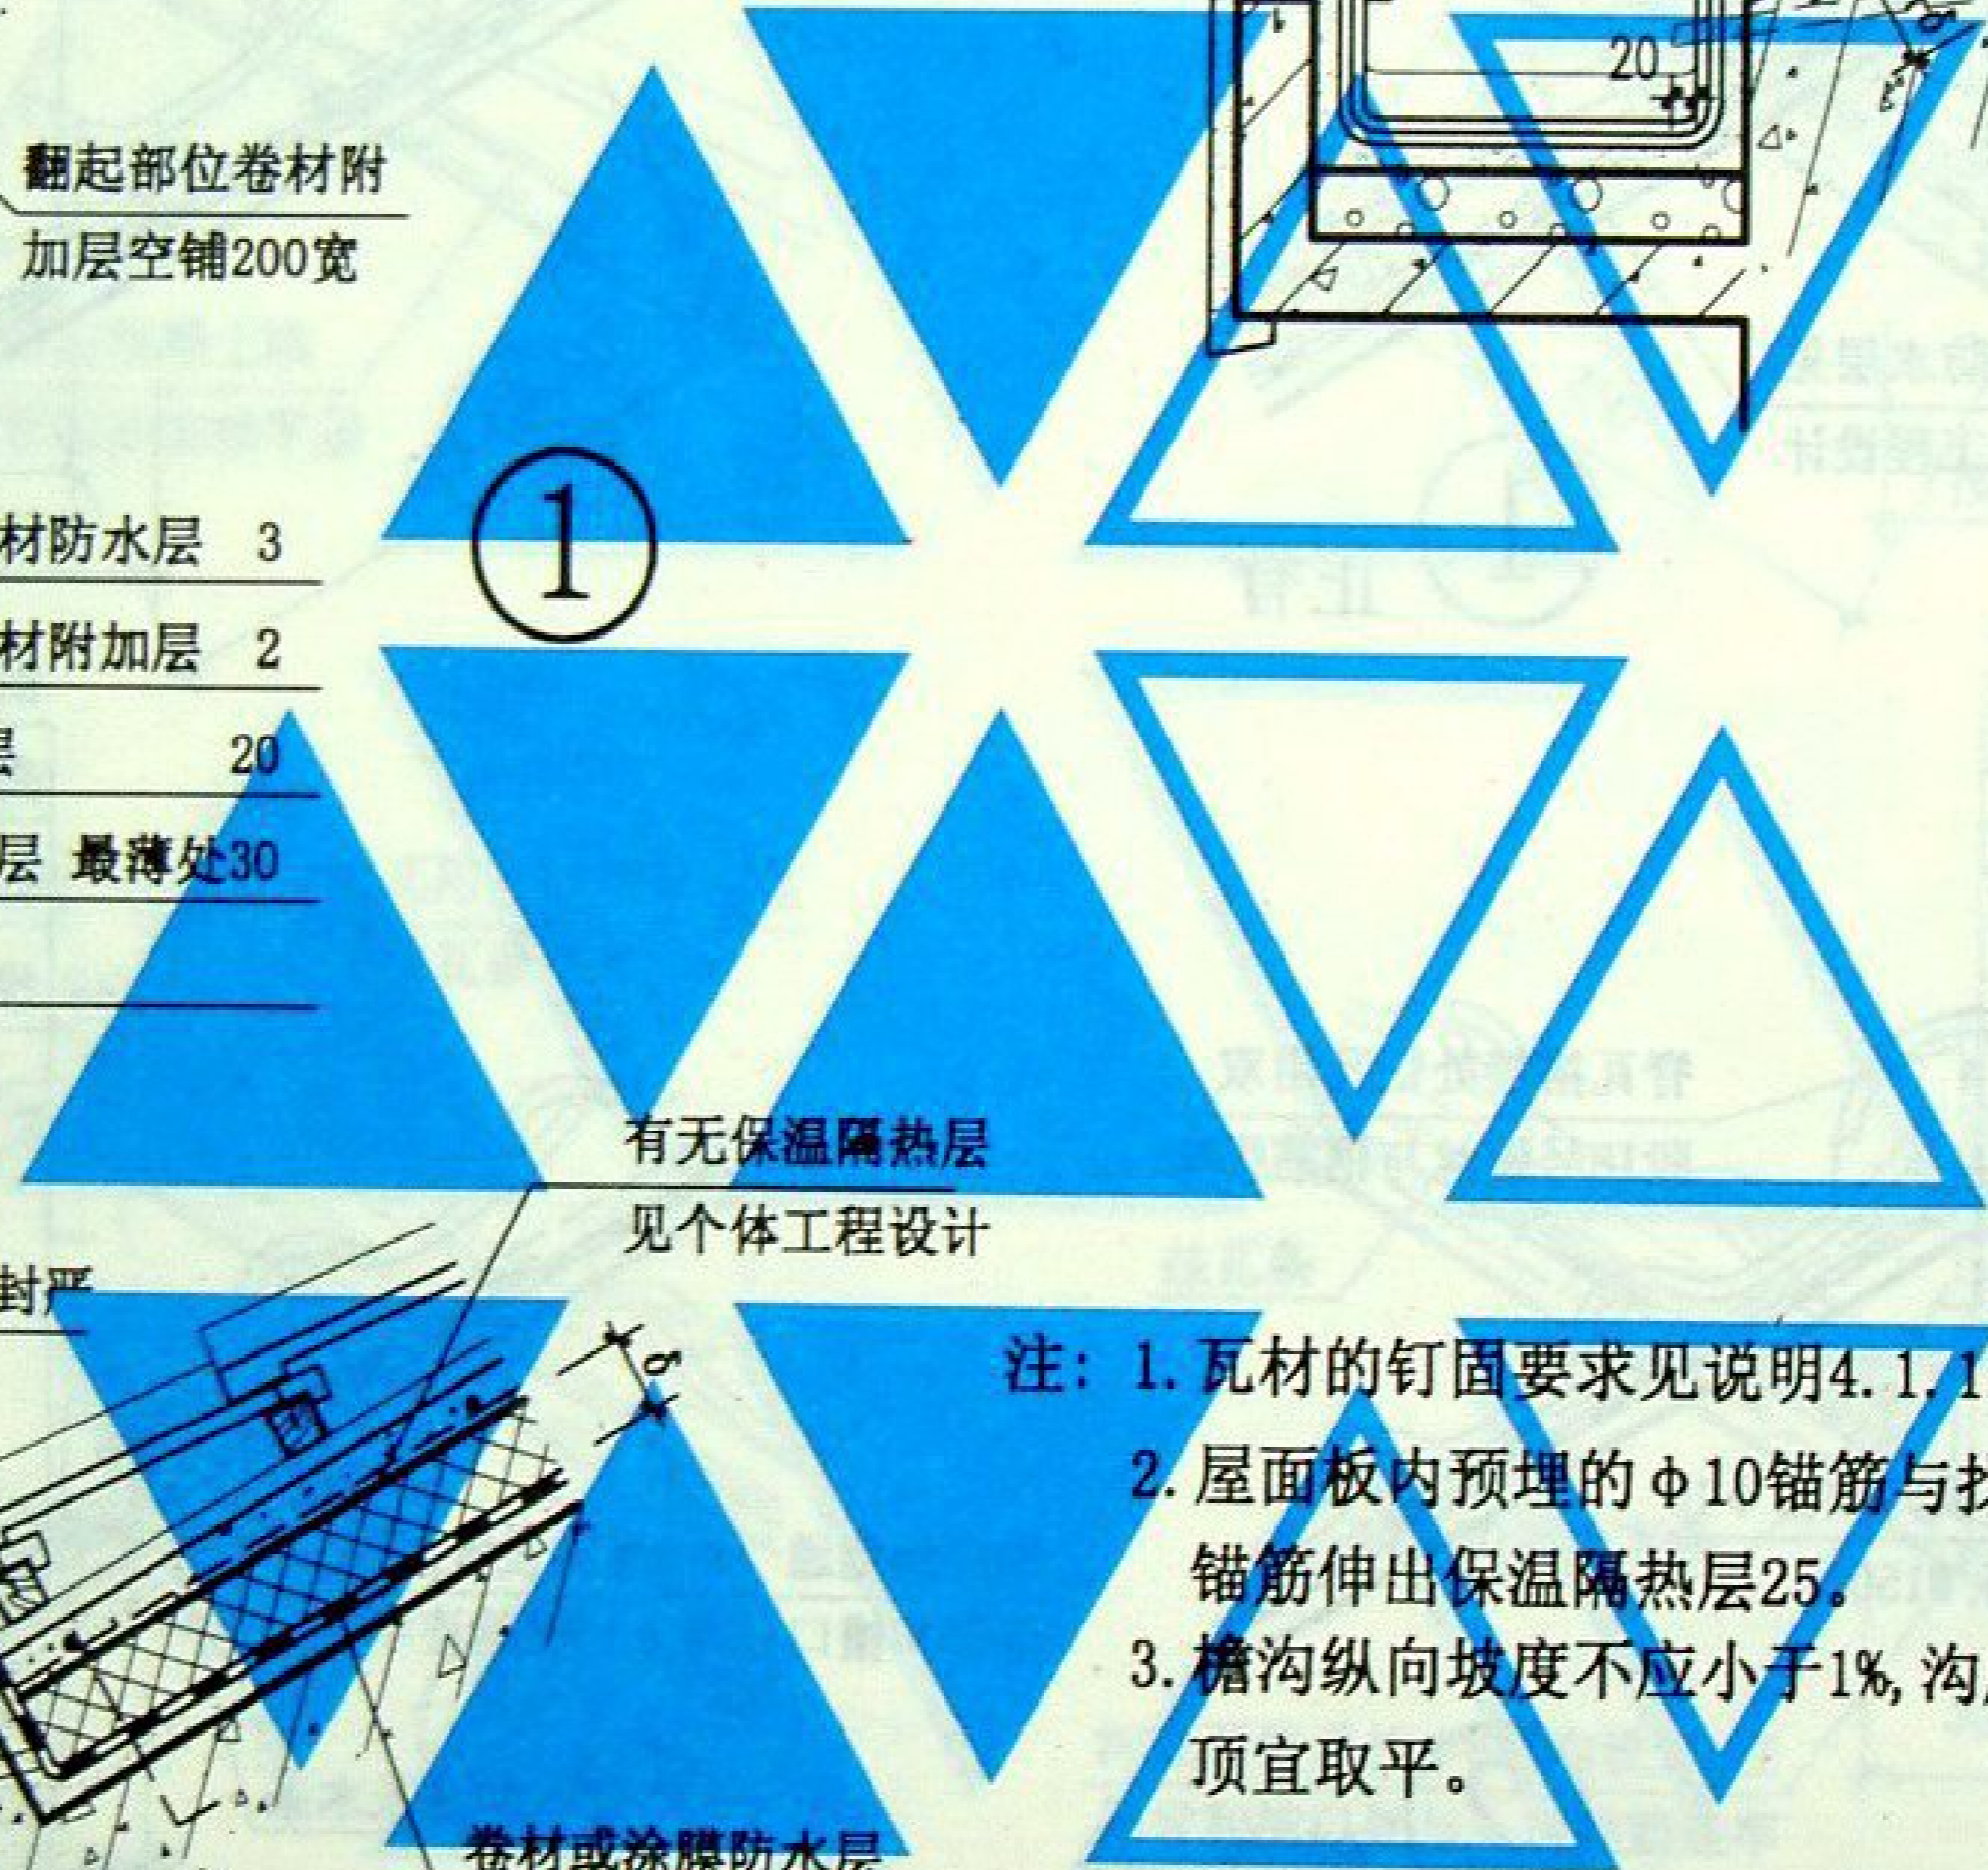 20
δ
翻起部位卷材附
加层空铺200宽
材防水层 3
①
材附加层 2
层 20
层 最薄处30
有无保温隔热层
见个体工程设计
封严
δ
注: 1.瓦材的钉固要求见说明4.1.1
2.屋面板内预埋的φ10锚筋与
锚筋伸出保温隔热层25。
3.檐沟纵向坡度不应小于1%,沟
顶宜取平。
卷材或涂膜防水层